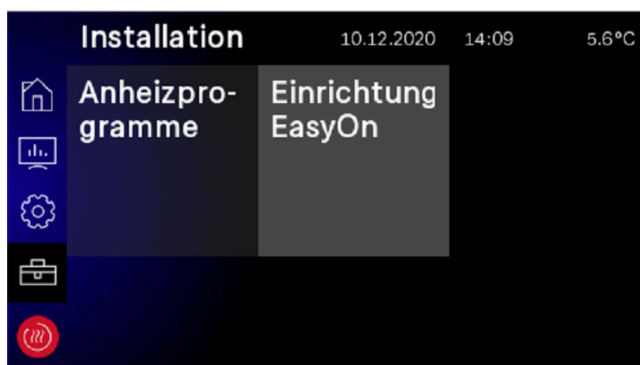 Installation 10.12.2020 14:09 5.6°C
Anheizpro-
gramme
Einrichtung
EasyOn